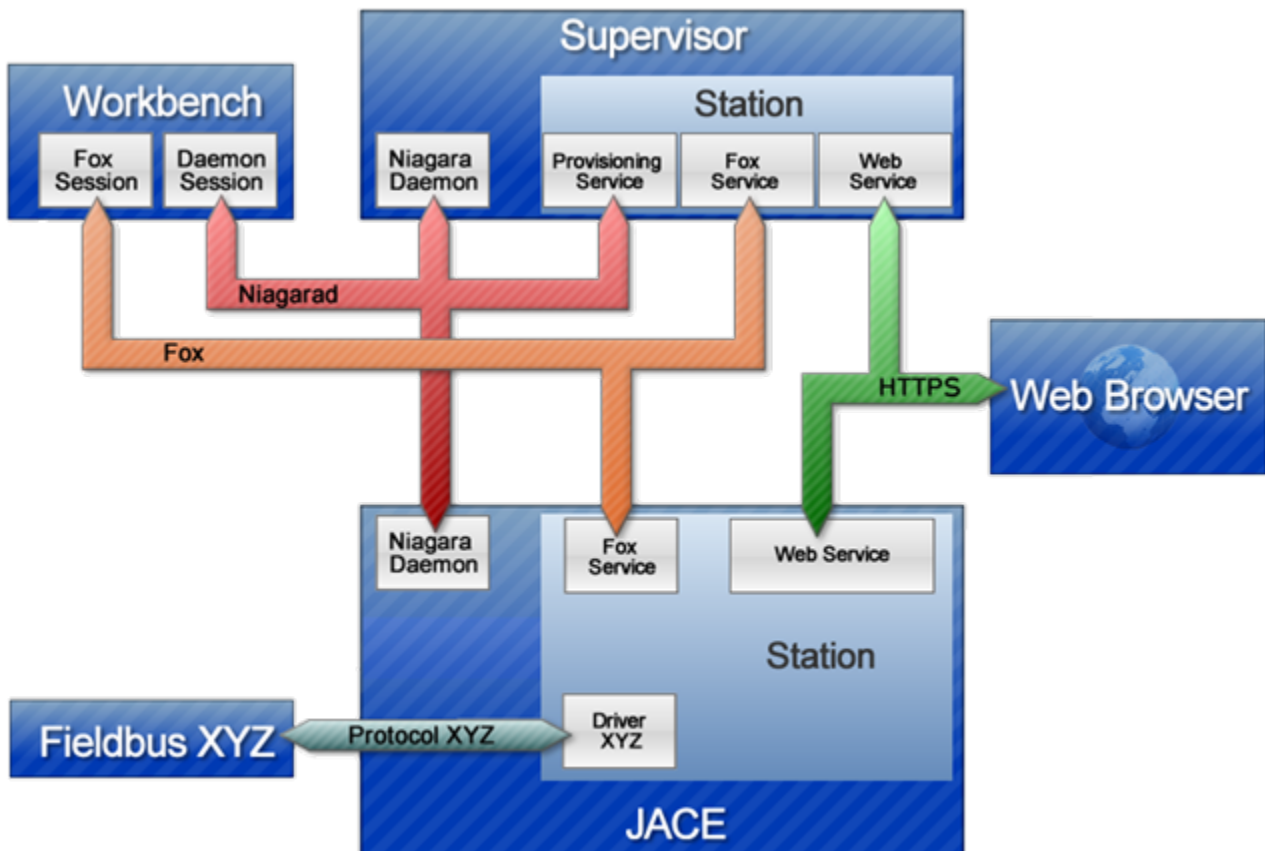 Supervisor
Workbench
Station
Fox
Session
Daemon
Session
Niagara
Daemon
Provisioning
Service
Fox
Service
Web
Service
Niagarad
Fox
HTTPS
Web Browser
Niagara
Daemon
Fox
Service
Web Service
Station
Driver
XYZ
Fieldbus XYZ
Protocol XYZ
JACE